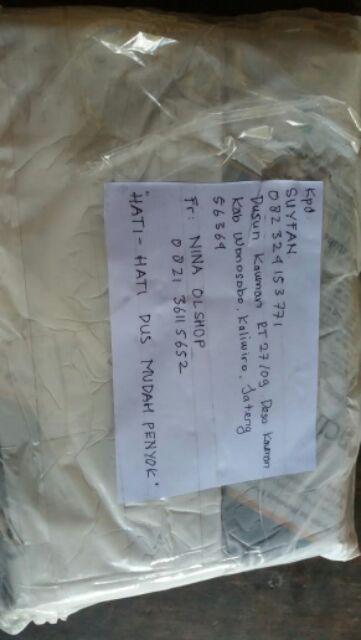 Kpd
SUYFAN
082 324 153 771
Dusun Kauman RT 27/09 Desa Kauman
Kab Wonosobo, Kaliwiro, Jateng
56364
Fr: NINA OLSHOP
0821 3611 5652
"HATI-HATI DUS MUDAH PENYOK"